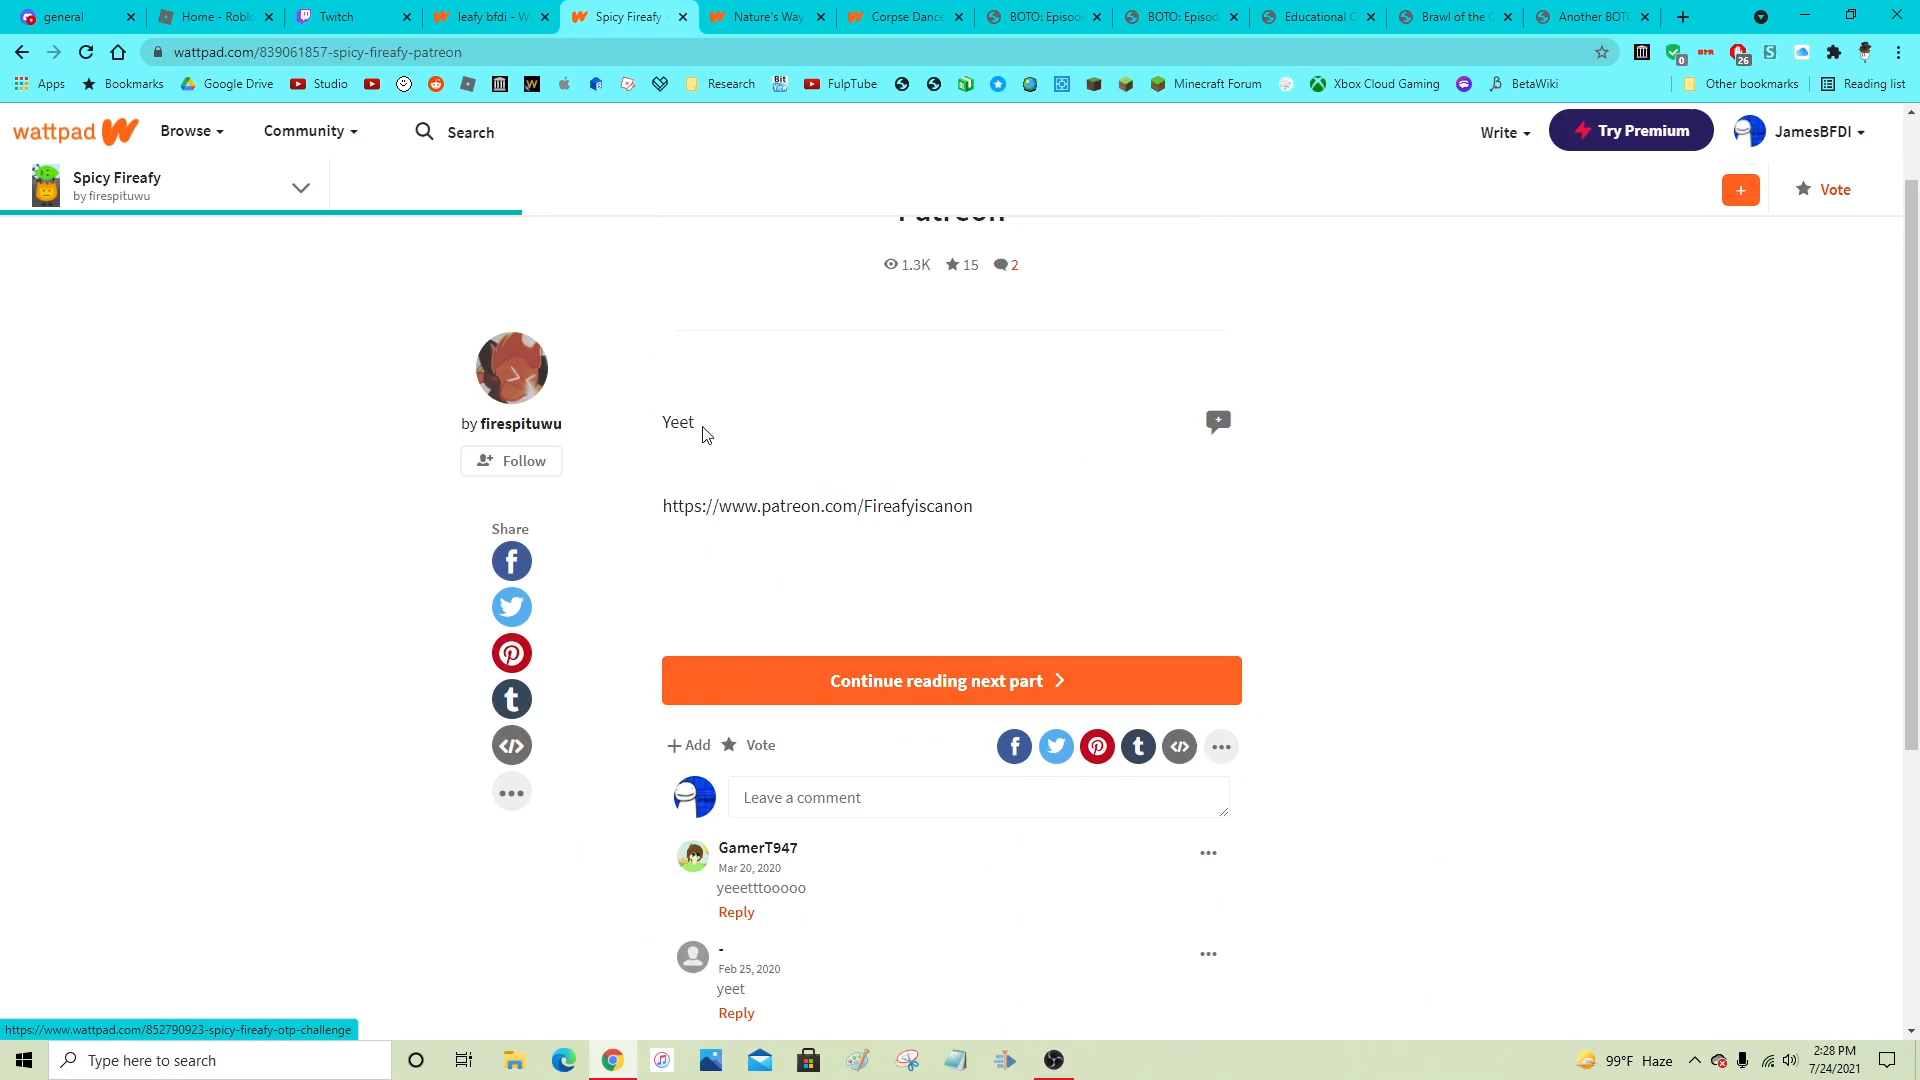 general
Home - Roblo
Twitch
leafy bfdi - Wa
Spicy Fireafy -
Nature's Way
Corpse Dance
BOTO: Episod
BOTO: Episod
Educational C
Brawl of the O
Another BOTO
wattpad.com/839061857-spicy-fireafy-patreon
0
26
Apps
Bookmarks
Google Drive
Studio
Research
FulpTube
Minecraft Forum
Xbox Cloud Gaming
BetaWiki
Other bookmarks
Reading list
wattpad
Browse
Community
Search
Write
Try Premium
JamesBFDI
Spicy Fireafy
by firespituwu
+
Vote
Patreon
1.3K
15
2
by firespituwu
Follow
Yeet
https://www.patreon.com/Fireafyiscanon
Share
Continue reading next part
Add
Vote
Leave a comment
GamerT947
Mar 20, 2020
yeeetttooooo
Reply
-
Feb 25, 2020
yeet
Reply
https://www.wattpad.com/852790923-spicy-fireafy-otp-challenge
Type here to search
99°F Haze
2:28 PM
7/24/2021